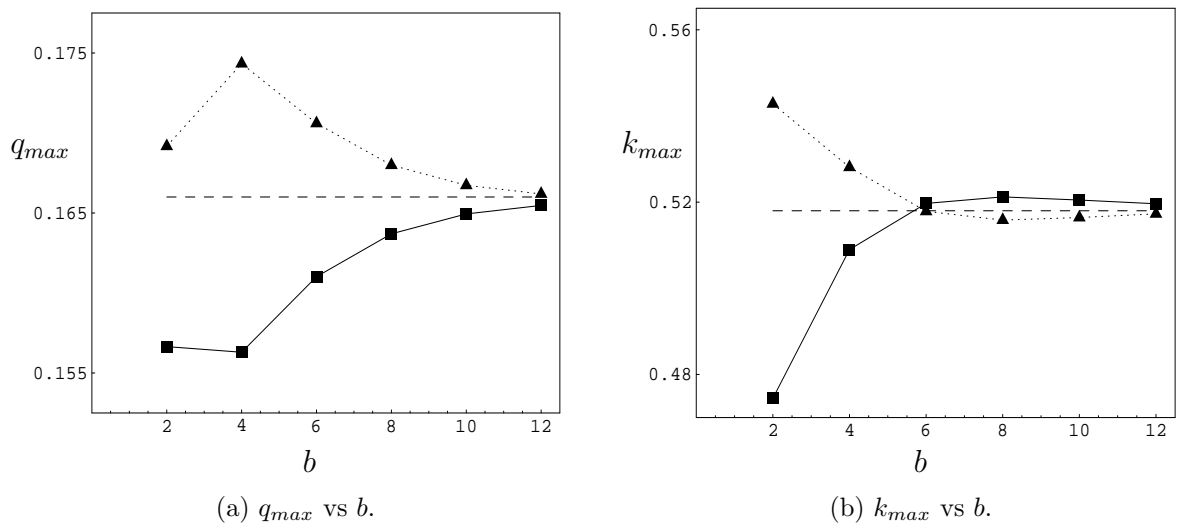 0.175
q_max
0.165
0.155
2 4 6 8 10 12
b
(a) q_max vs b.
0.56
k_max
0.52
0.48
2 4 6 8 10 12
b
(b) k_max vs b.